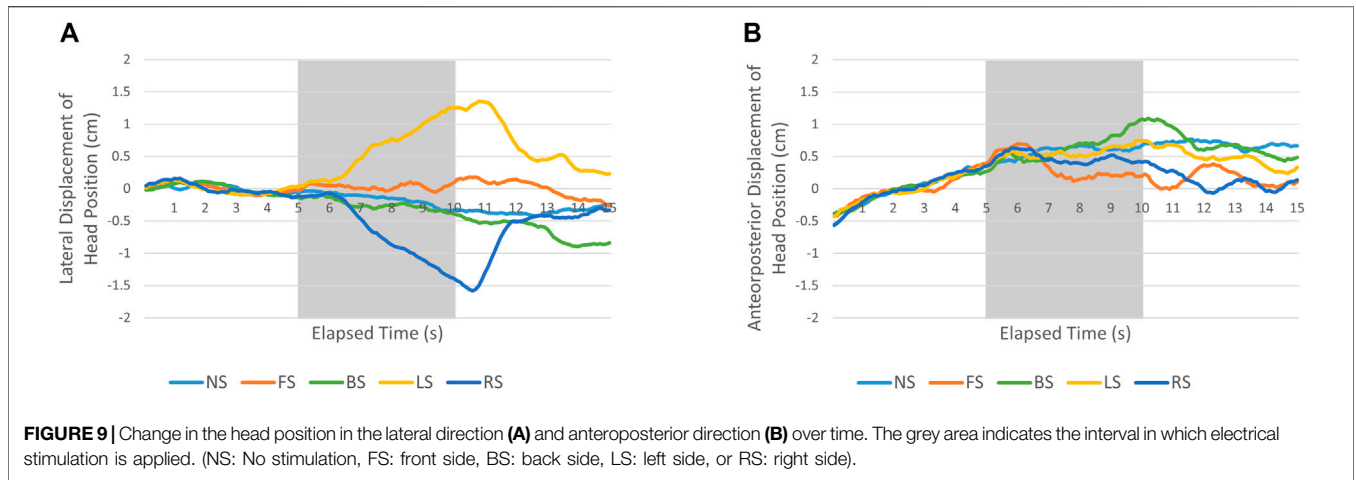 A
Lateral Displacement of
Head Position (cm)
2
1.5
1
0.5
0
-0.5
-1
-1.5
-2
1 2 3 4 5 6 7 8 9 10 11 12 13 14 15
Elapsed Time (s)
NS FS BS LS RS
B
Anteorposterior Displacement of
Head Position (cm)
2
1.5
1
0.5
0
-0.5
-1
-1.5
-2
1 2 3 4 5 6 7 8 9 10 11 12 13 14 15
Elapsed Time (s)
NS FS BS LS RS
FIGURE 9 | Change in the head position in the lateral direction (A) and anteroposterior direction (B) over time. The grey area indicates the interval in which electrical
stimulation is applied. (NS: No stimulation, FS: front side, BS: back side, LS: left side, or RS: right side).